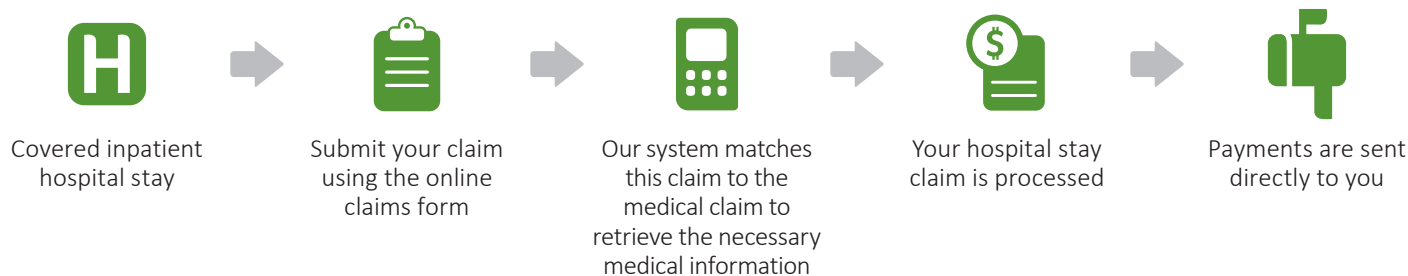 H
Covered inpatient
hospital stay
Submit your claim
using the online
claims form
Our system matches
this claim to the
medical claim to
retrieve the necessary
medical information
$
Your hospital stay
claim is processed
Payments are sent
directly to you